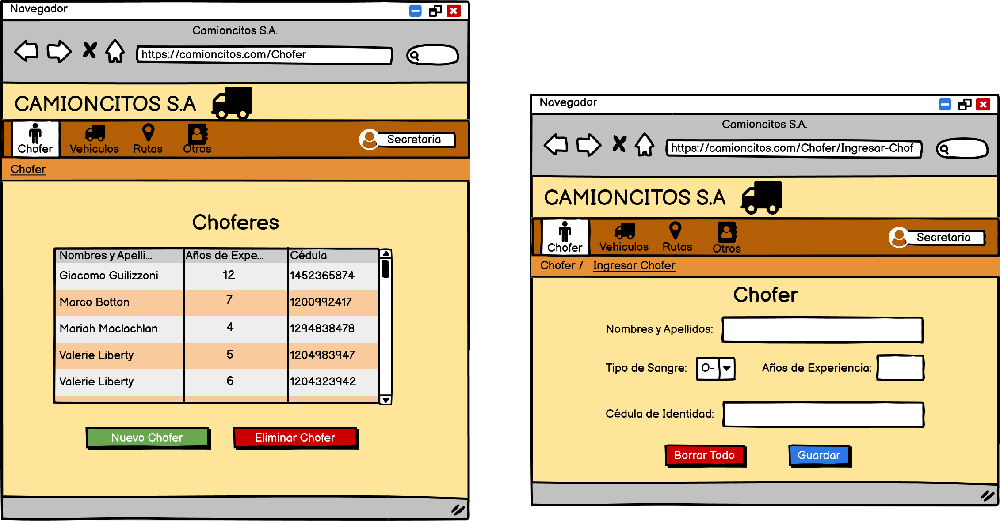 Navegador
Camioncitos S.A.
https://camioncitos.com/Chofer
CAMIONCITOS S.A
Chofer Vehiculos Rutas Otros Secretaria
Chofer
Choferes
Nombres y Apelli... Años de Expe... Cédula
Giacomo Guilizzoni 12 1452365874
Marco Botton 7 1200992417
Mariah Maclachlan 4 1294838478
Valerie Liberty 5 1204983947
Valerie Liberty 6 1204323942
Nuevo Chofer Eliminar Chofer
Navegador
Camioncitos S.A.
https://camioncitos.com/Chofer/Ingresar-Chof
CAMIONCITOS S.A
Chofer Vehiculos Rutas Otros Secretaria
Chofer / Ingresar Chofer
Chofer
Nombres y Apellidos:
Tipo de Sangre: O- Años de Experiencia:
Cédula de Identidad:
Borrar Todo Guardar